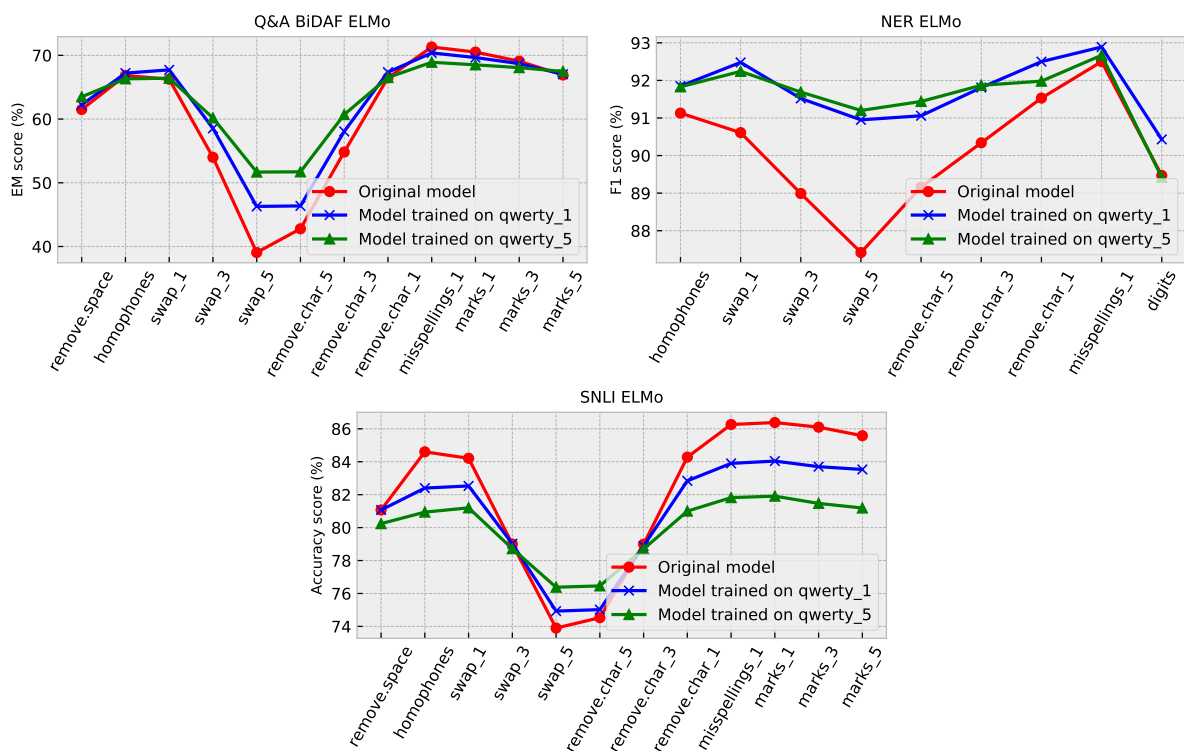 Q&A BiDAF ELMo
EM score (%)
70
60
50
40
Original model
Model trained on qwerty_1
Model trained on qwerty_5
remove.space
homophones
swap_1
swap_3
swap_5
remove.char_5
remove.char_3
remove.char_1
misspellings_1
marks_1
marks_3
marks_5
NER ELMo
F1 score (%)
93
92
91
90
89
88
Original model
Model trained on qwerty_1
Model trained on qwerty_5
homophones
swap_1
swap_3
swap_5
remove.char_5
remove.char_3
remove.char_1
misspellings_1
digits
SNLI ELMo
Accuracy score (%)
86
84
82
80
78
76
74
Original model
Model trained on qwerty_1
Model trained on qwerty_5
remove.space
homophones
swap_1
swap_3
swap_5
remove.char_5
remove.char_3
remove.char_1
misspellings_1
marks_1
marks_3
marks_5